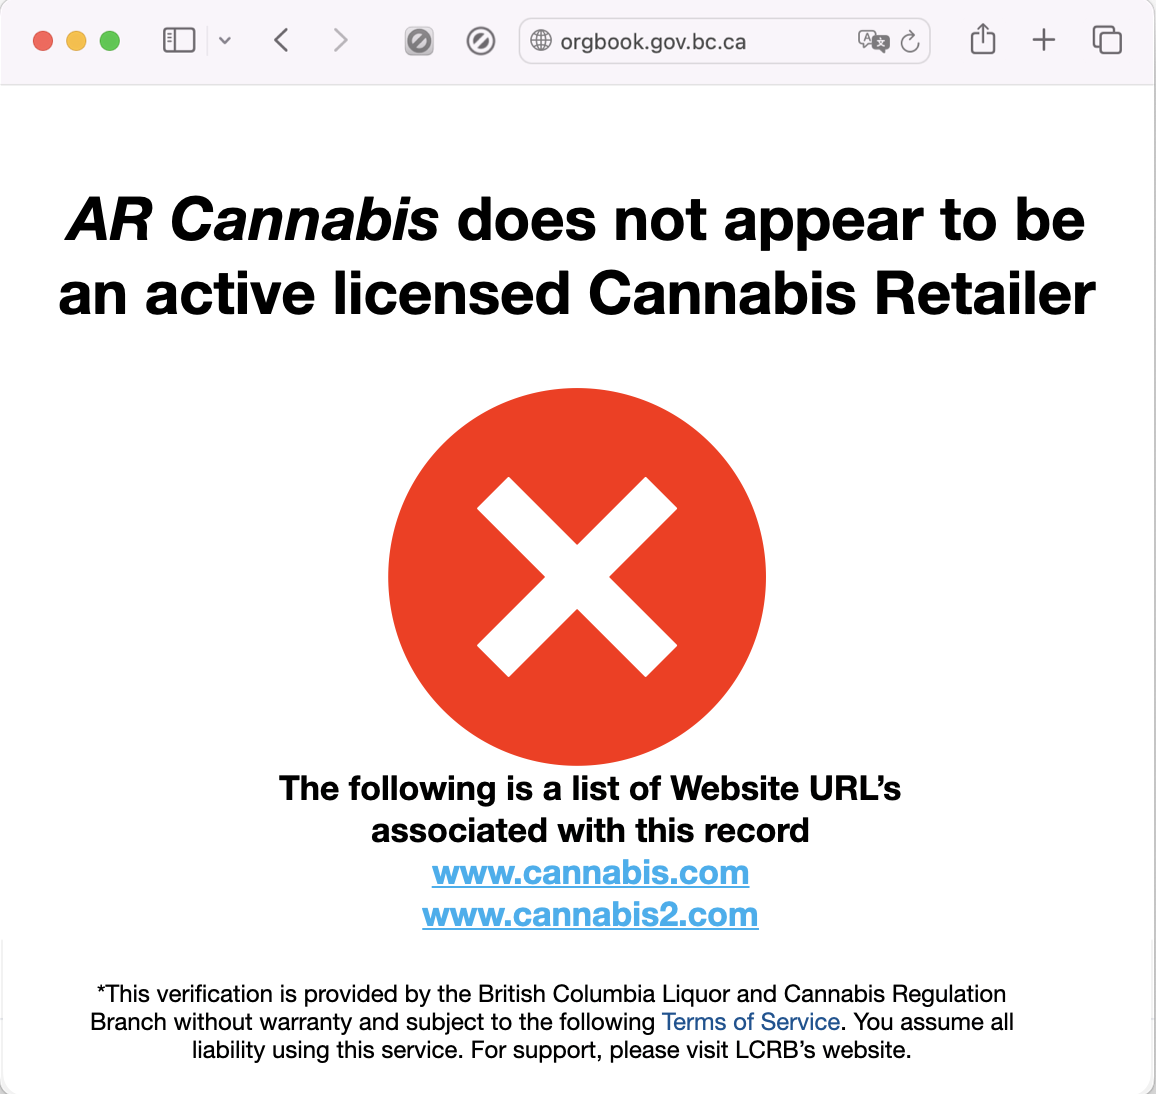 orgbook.gov.bc.ca
AR Cannabis does not appear to be
an active licensed Cannabis Retailer
The following is a list of Website URL’s
associated with this record
www.cannabis.com
www.cannabis2.com
*This verification is provided by the British Columbia Liquor and Cannabis Regulation
Branch without warranty and subject to the following Terms of Service. You assume all
liability using this service. For support, please visit LCRB’s website.